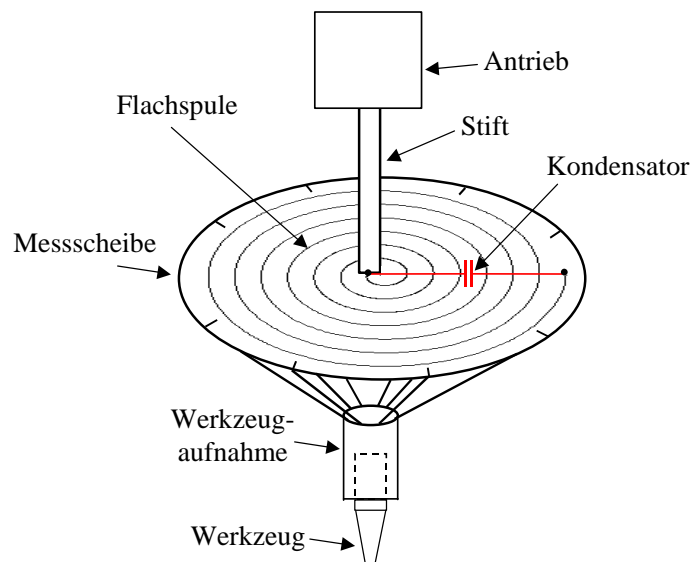 Antrieb
Flachspule
Stift
Kondensator
Messscheibe
Werkzeug-
aufnahme
Werkzeug